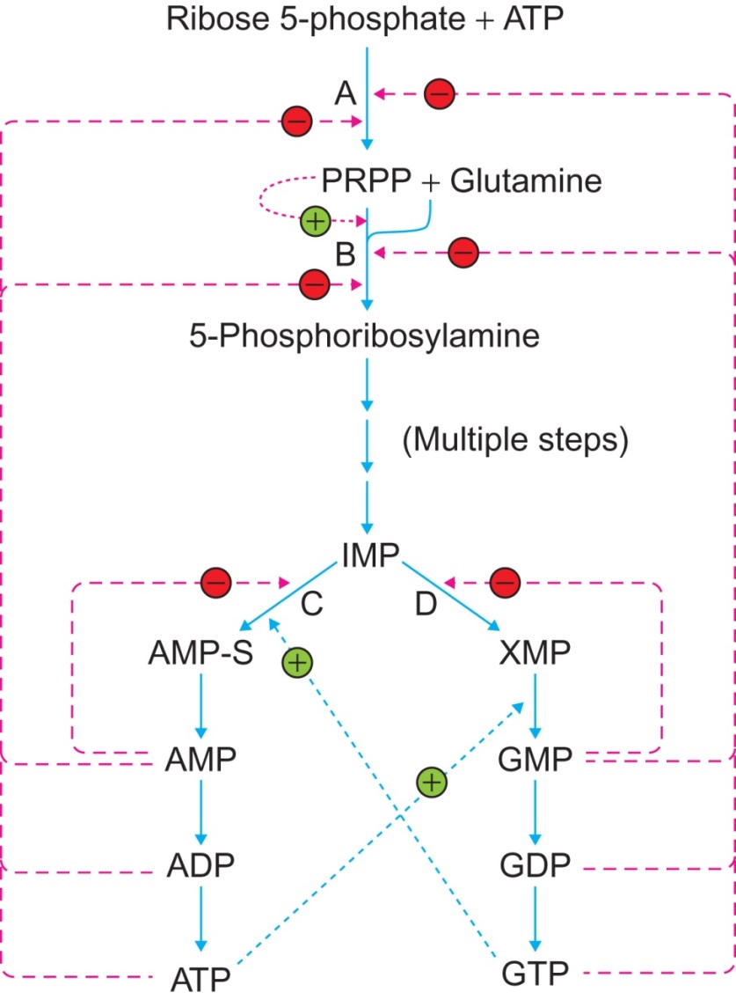 Ribose 5-phosphate + ATP
A
−
−
PRPP + Glutamine
+
B
−
−
5-Phosphoribosylamine
(Multiple steps)
IMP
−
−
C
D
AMP-S
+
XMP
AMP
GMP
+
ADP
GDP
ATP
GTP